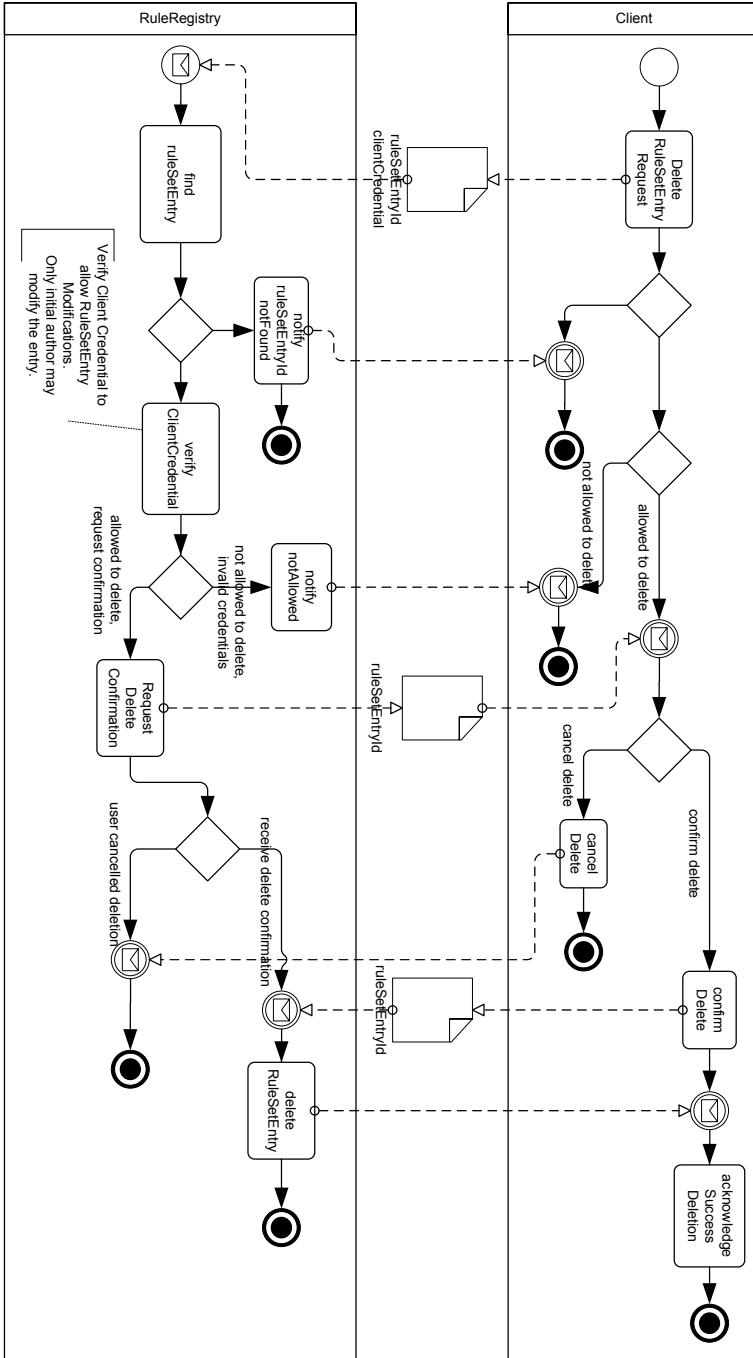 RuleRegistry
Client
Delete
RuleSetEntry
Request
ruleSetEntryId
clientCredential
find
ruleSetEntry
notify
ruleSetEntryId
notFound
Verify Client Credential to
allow RuleSetEntry
Modifications.
Only initial author may
modify the entry.
verify
ClientCredential
not allowed to delete
allowed to delete
notify
notAllowed
not allowed to delete,
invalid credentials
allowed to delete,
request confirmation
Request
Delete
Confirmation
ruleSetEntryId
cancel delete
confirm delete
cancel
Delete
user cancelled deletion
receive delete confirmation
ruleSetEntryId
confirm
Delete
delete
RuleSetEntry
acknowledge
Success
Deletion